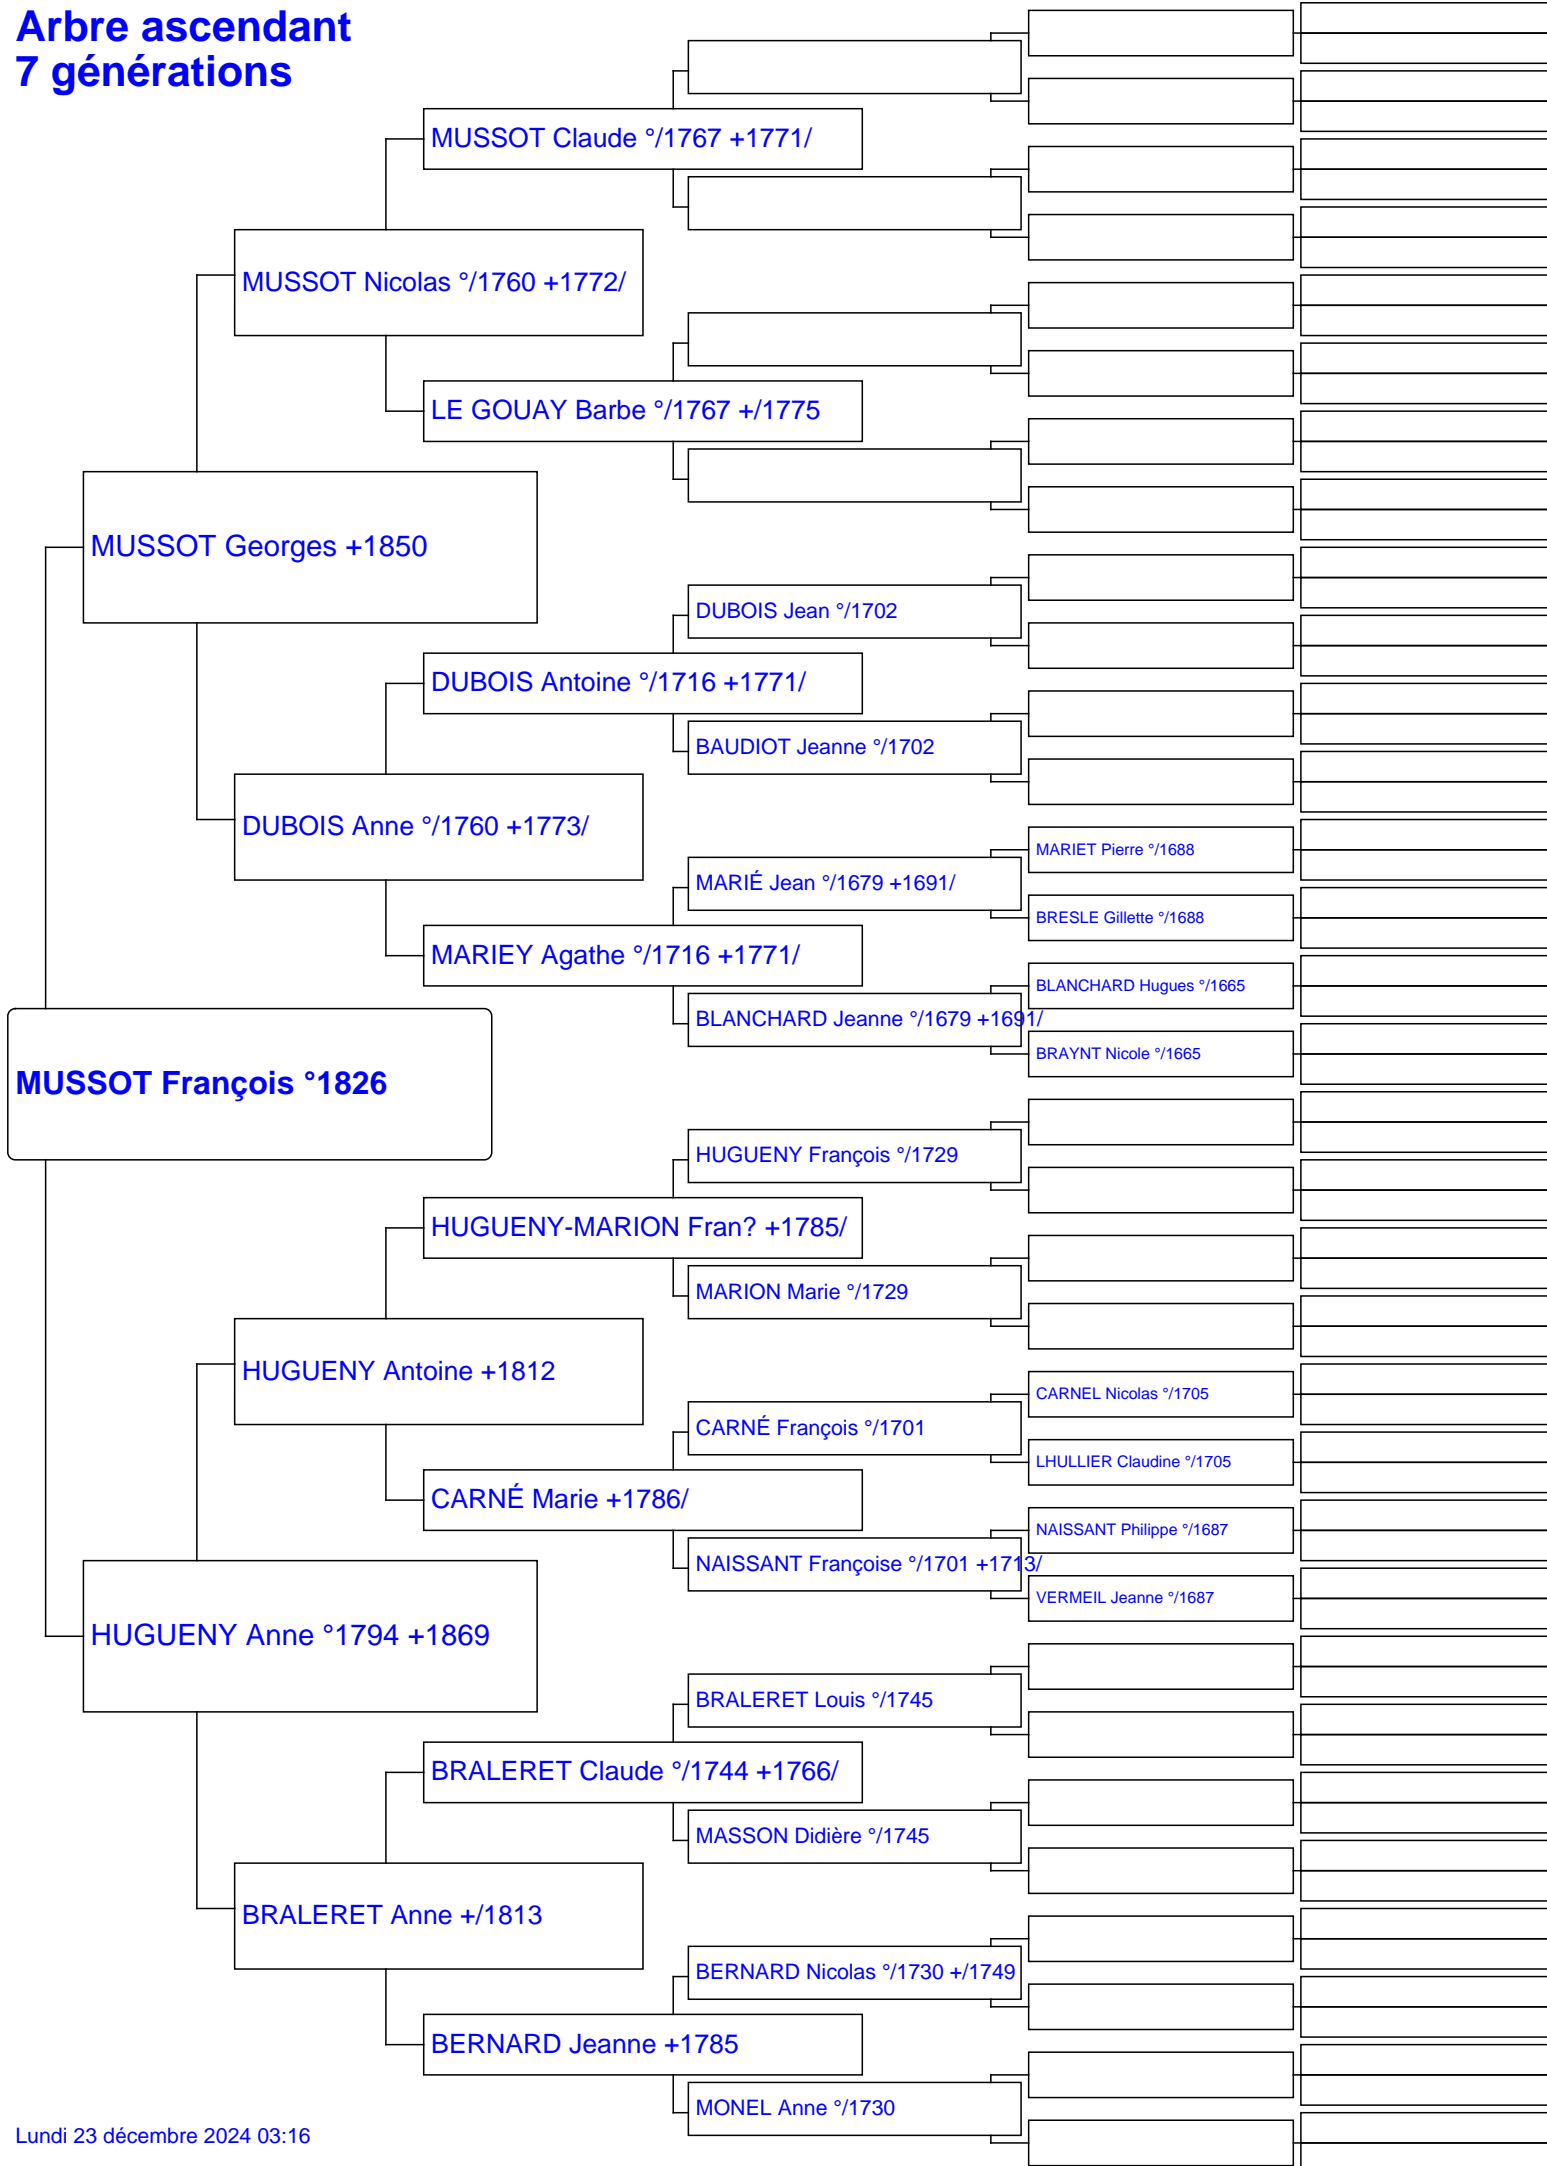 Arbre ascendant
7 générations
MUSSOT Claude °/1767 +1771/
MUSSOT Nicolas °/1760 +1772/
LE GOUAY Barbe °/1767 +/1775
MUSSOT Georges +1850
DUBOIS Jean °/1702
DUBOIS Antoine °/1716 +1771/
BAUDIOT Jeanne °/1702
DUBOIS Anne °/1760 +1773/
MARIET Pierre °/1688
MARIÉ Jean °/1679 +1691/
BRESLE Gillette °/1688
MARIEY Agathe °/1716 +1771/
BLANCHARD Hugues °/1665
BLANCHARD Jeanne °/1679 +1691/
BRAYNT Nicole °/1665
MUSSOT François °1826
HUGUENY François °/1729
HUGUENY-MARION Fran? +1785/
MARION Marie °/1729
HUGUENY Antoine +1812
CARNEL Nicolas °/1705
CARNÉ François °/1701
LHULLIER Claudine °/1705
CARNÉ Marie +1786/
NAISSANT Philippe °/1687
NAISSANT Françoise °/1701 +1713/
VERMEIL Jeanne °/1687
HUGUENY Anne °1794 +1869
BRALERET Louis °/1745
BRALERET Claude °/1744 +1766/
MASSON Didière °/1745
BRALERET Anne +/1813
BERNARD Nicolas °/1730 +/1749
BERNARD Jeanne +1785
MONEL Anne °/1730
Lundi 23 décembre 2024 03:16